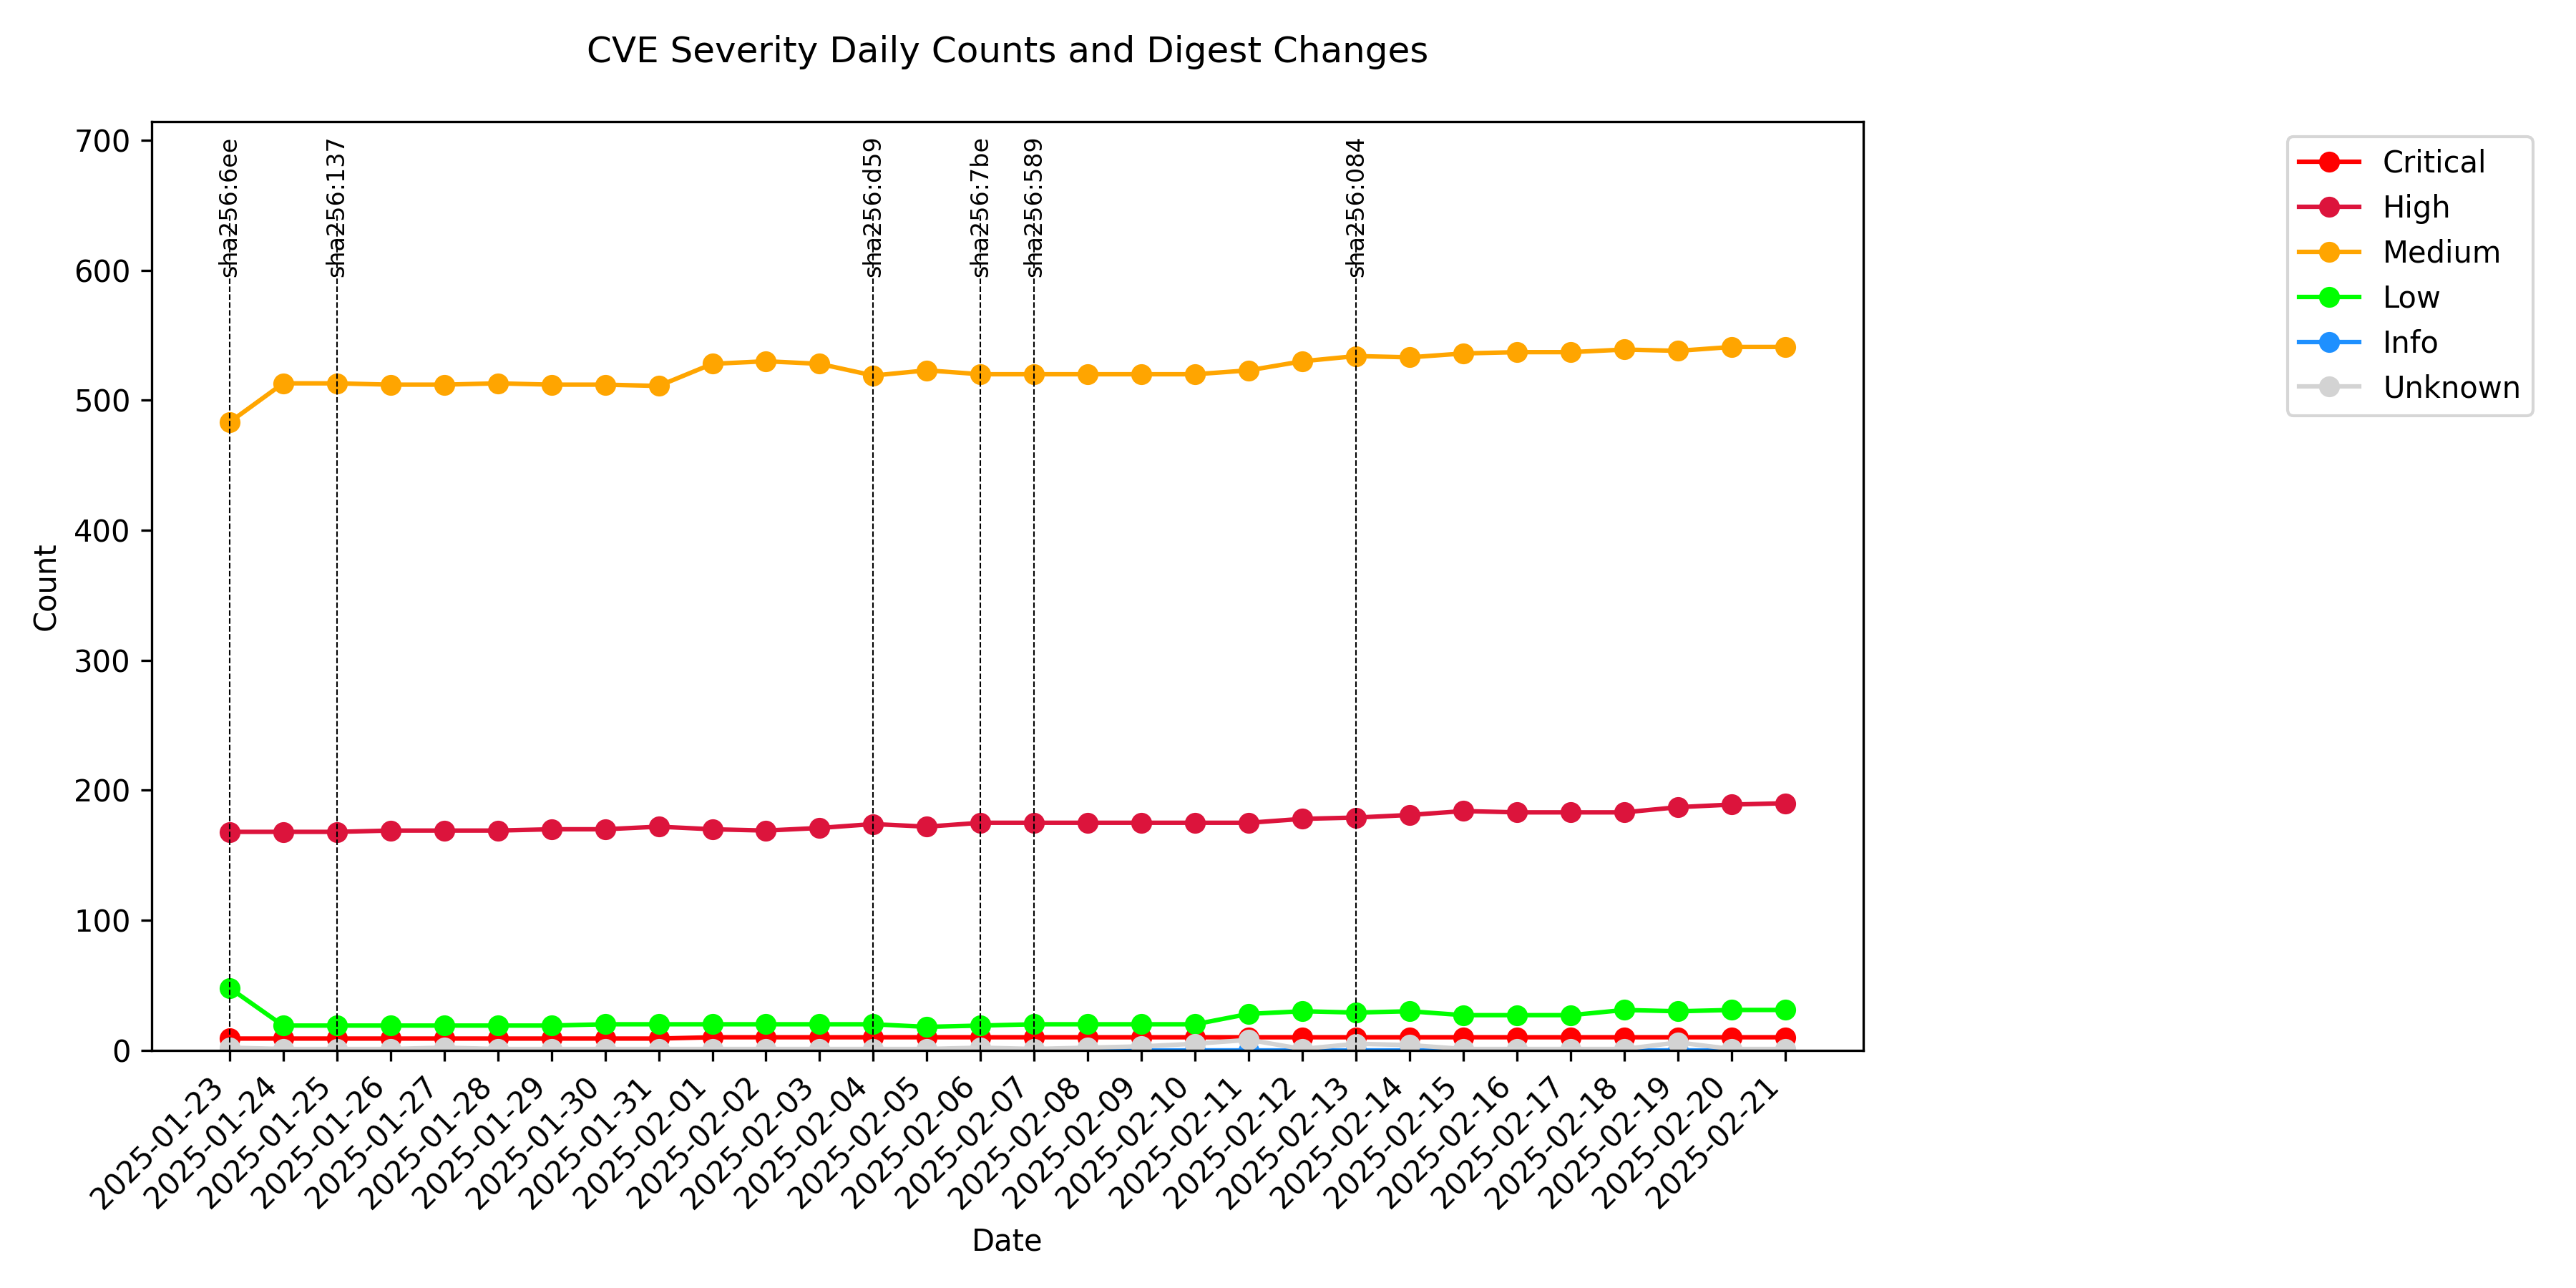 CVE Severity Daily Counts and Digest Changes
700
600
500
400
300
200
100
0
Count
sha256:6ee
sha256:137
sha256:d59
sha256:7be
sha256:589
sha256:084
Critical
High
Medium
Low
Info
Unknown
2025-01-23
2025-01-24
2025-01-25
2025-01-26
2025-01-27
2025-01-28
2025-01-29
2025-01-30
2025-01-31
2025-02-01
2025-02-02
2025-02-03
2025-02-04
2025-02-05
2025-02-06
2025-02-07
2025-02-08
2025-02-09
2025-02-10
2025-02-11
2025-02-12
2025-02-13
2025-02-14
2025-02-15
2025-02-16
2025-02-17
2025-02-18
2025-02-19
2025-02-20
2025-02-21
Date